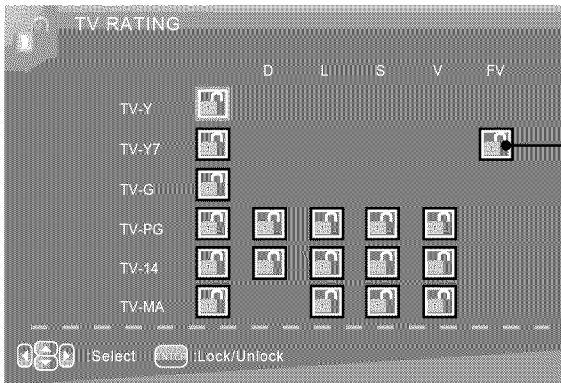 TV RATING
D L S V FV
TV-Y
TV-Y7
TV-G
TV-PG
TV-14
TV-MA
:Select ENTER :Lock/Unlock